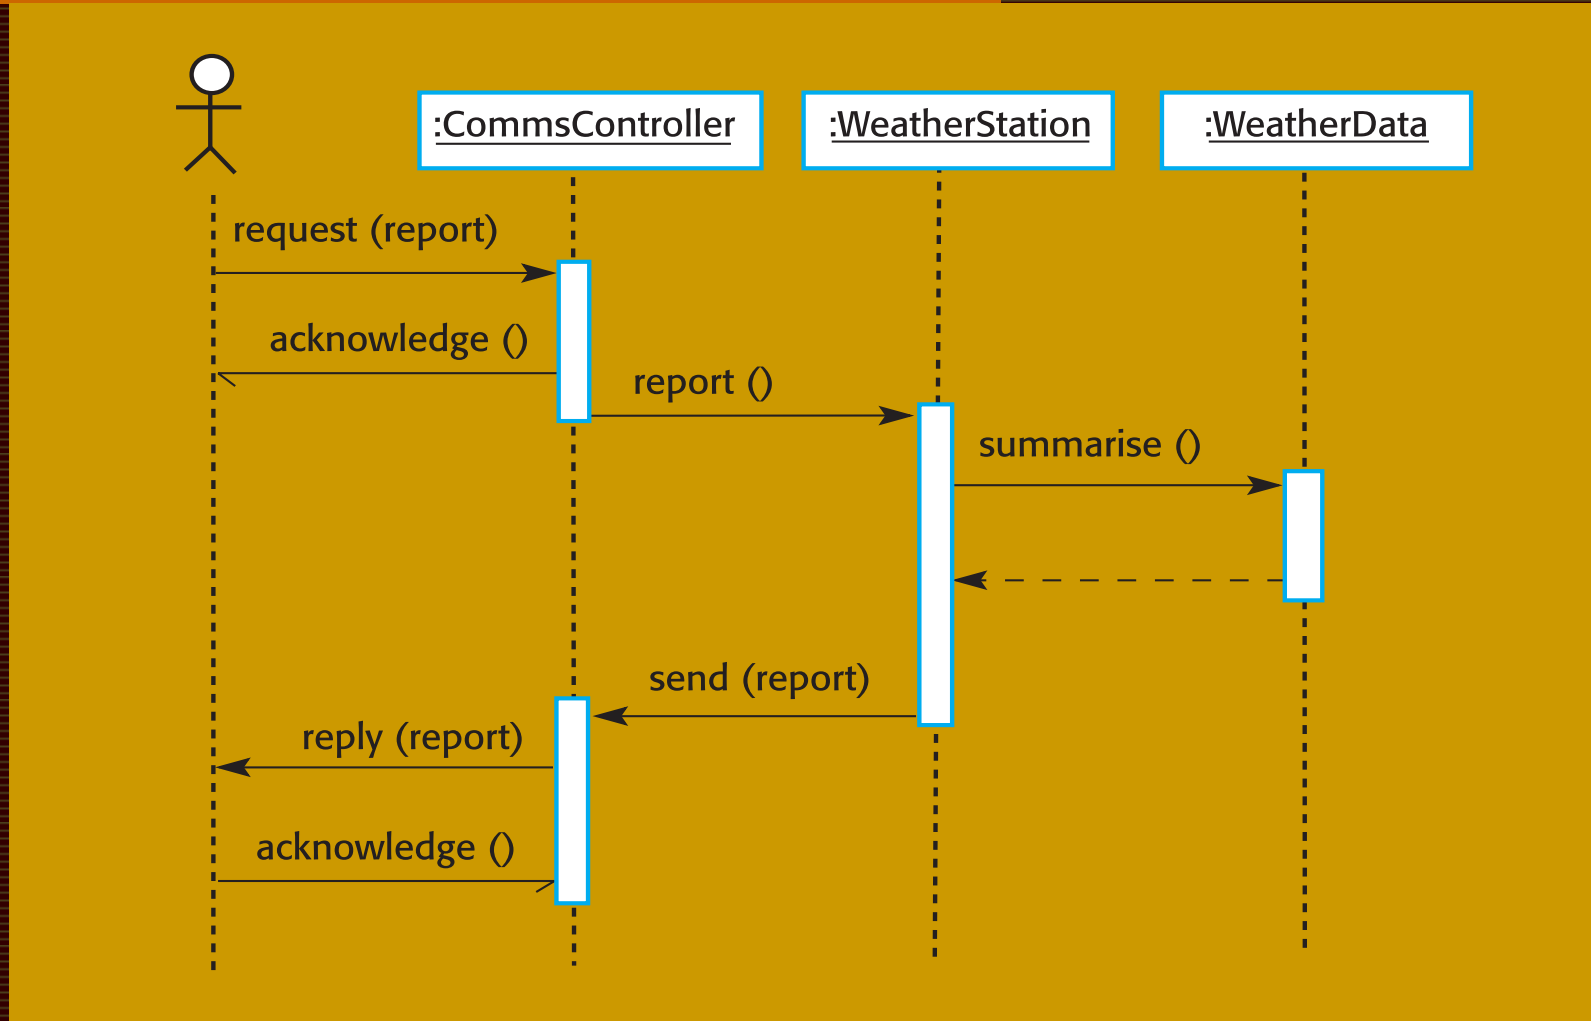 :CommsController
:WeatherStation
:WeatherData
request (report)
acknowledge ()
report ()
summarise ()
send (report)
reply (report)
acknowledge ()